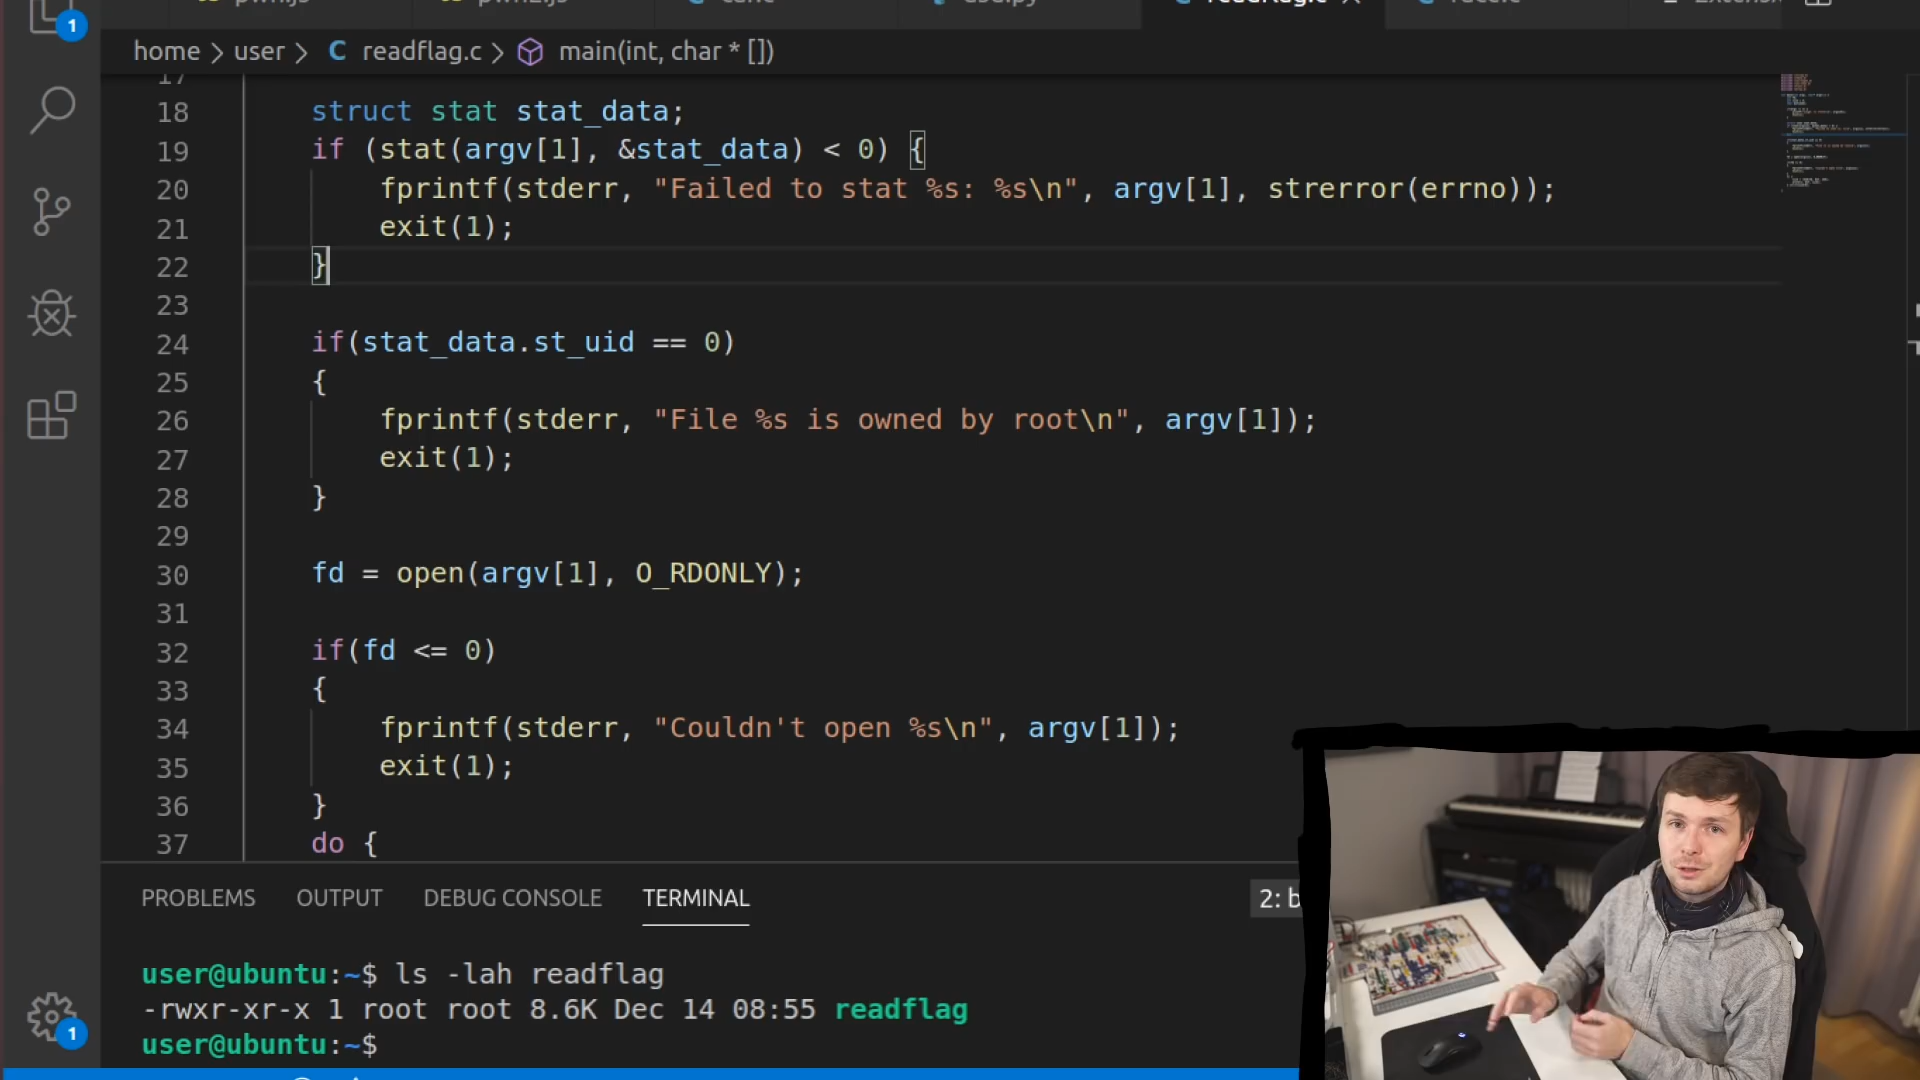 home > user > C readflag.c > main(int, char * [])
17
18 struct stat stat_data;
19 if (stat(argv[1], &stat_data) < 0) {
20 fprintf(stderr, "Failed to stat %s: %s\n", argv[1], strerror(errno));
21 exit(1);
22 }
23
24 if(stat_data.st_uid == 0)
25 {
26 fprintf(stderr, "File %s is owned by root\n", argv[1]);
27 exit(1);
28 }
29
30 fd = open(argv[1], O_RDONLY);
31
32 if(fd <= 0)
33 {
34 fprintf(stderr, "Couldn't open %s\n", argv[1]);
35 exit(1);
36 }
37 do {
PROBLEMS OUTPUT DEBUG CONSOLE TERMINAL 2: b
user@ubuntu:~$ ls -lah readflag
-rwxr-xr-x 1 root root 8.6K Dec 14 08:55 readflag
user@ubuntu:~$
1
1